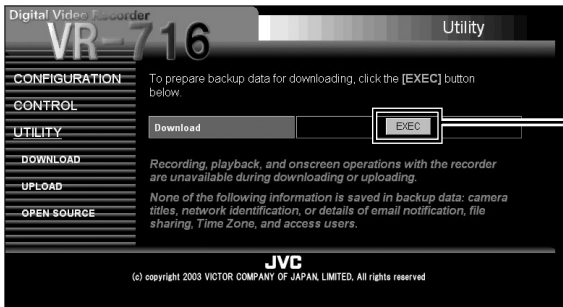 Digital Video Recorder
VR-716
Utility
CONFIGURATION
CONTROL
UTILITY
DOWNLOAD
UPLOAD
OPEN SOURCE
To prepare backup data for downloading, click the [EXEC] button
below.
Download
EXEC
Recording, playback, and onscreen operations with the recorder
are unavailable during downloading or uploading.
None of the following information is saved in backup data: camera
titles, network identification, or details of email notification, file
sharing, Time Zone, and access users.
JVC
(c) copyright 2003 VICTOR COMPANY OF JAPAN, LIMITED, All rights reserved